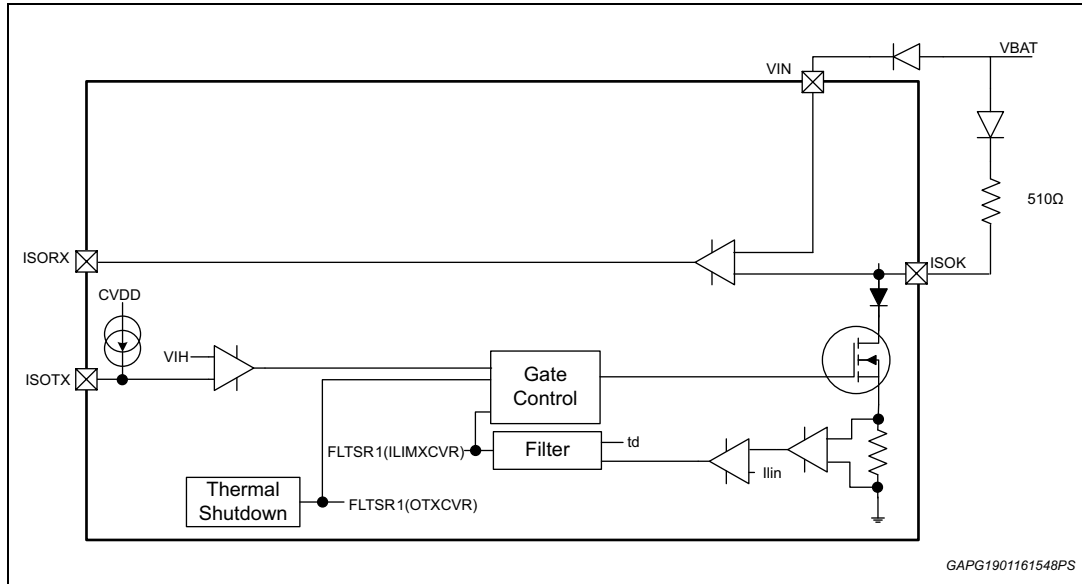 VBAT
VIN
510Ω
ISORX
ISOK
CVDD
VIH
ISOTX
Gate
Control
FLTSR1(ILIMXCVR)
Filter
td
Ilin
Thermal
Shutdown
FLTSR1(OTXCVR)
GAPG1901161548PS